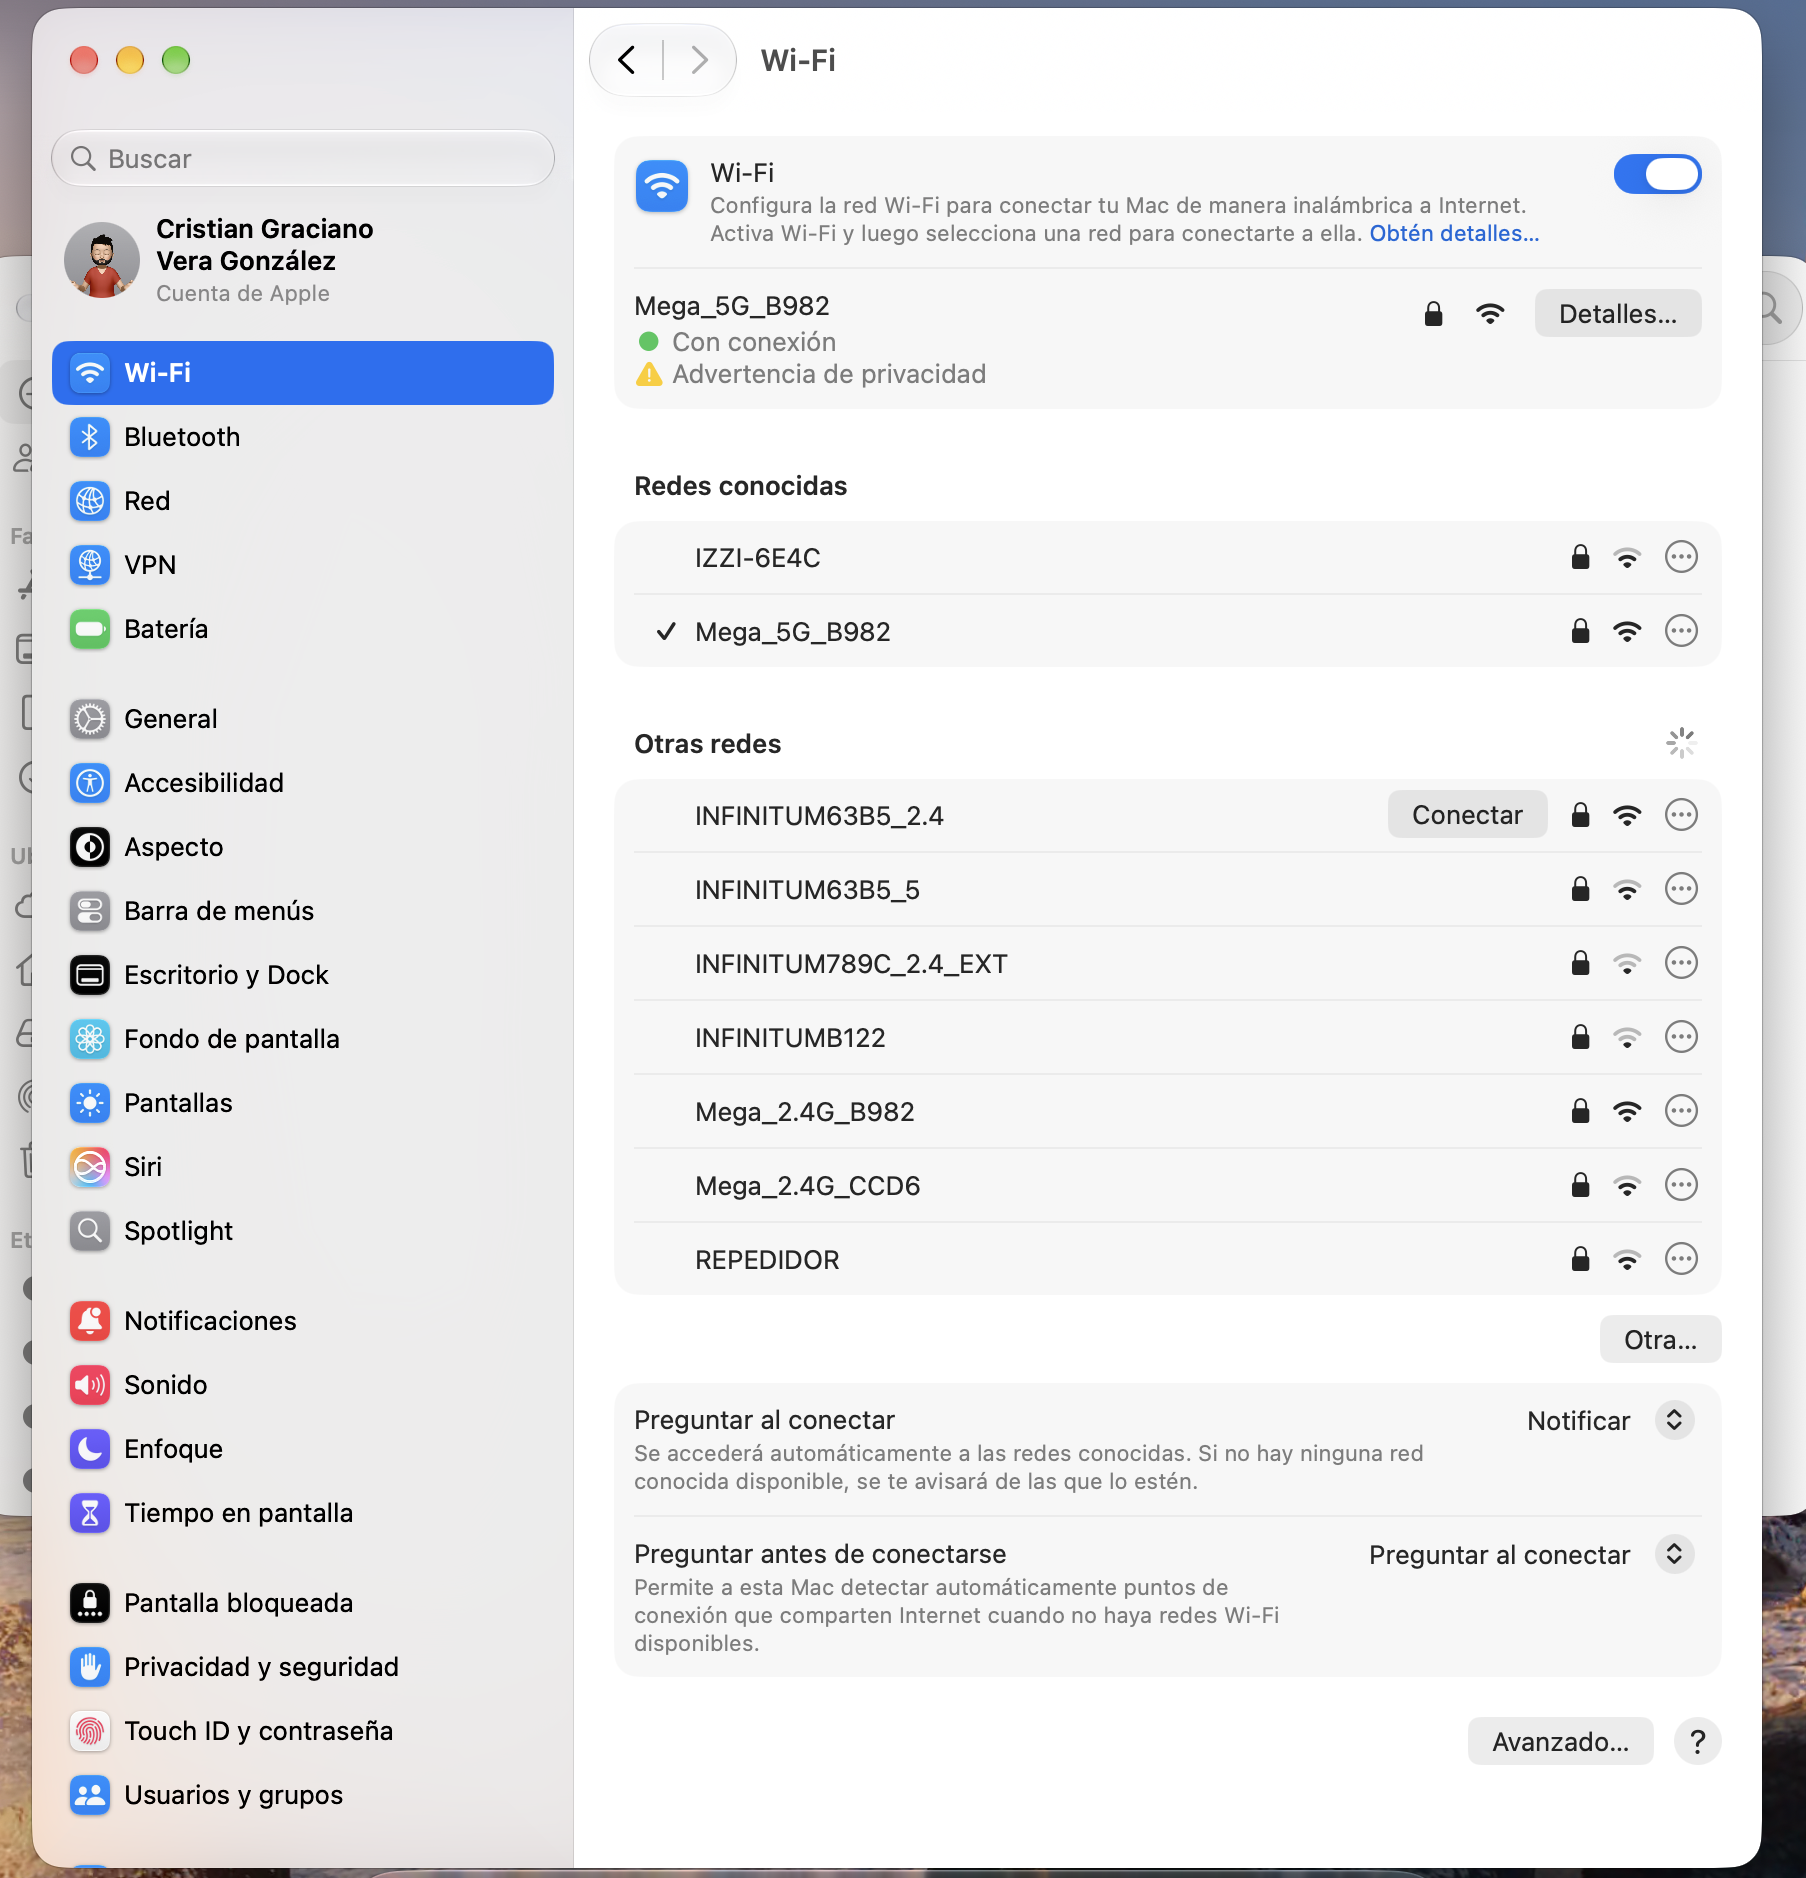 Buscar
Cristian Graciano
Vera González
Cuenta de Apple
Wi-Fi
Bluetooth
Red
VPN
Batería
General
Accesibilidad
Aspecto
Barra de menús
Escritorio y Dock
Fondo de pantalla
Pantallas
Siri
Spotlight
Notificaciones
Sonido
Enfoque
Tiempo en pantalla
Pantalla bloqueada
Privacidad y seguridad
Touch ID y contraseña
Usuarios y grupos
Wi-Fi
Wi-Fi
Configura la red Wi-Fi para conectar tu Mac de manera inalámbrica a Internet.
Activa Wi-Fi y luego selecciona una red para conectarte a ella. Obtén detalles...
Mega_5G_B982
Detalles...
Con conexión
Advertencia de privacidad
Redes conocidas
IZZI-6E4C
Mega_5G_B982
Otras redes
INFINITUM63B5_2.4
Conectar
INFINITUM63B5_5
INFINITUM789C_2.4_EXT
INFINITUMB122
Mega_2.4G_B982
Mega_2.4G_CCD6
REPEDIDOR
Otra...
Preguntar al conectar
Notificar
Se accederá automáticamente a las redes conocidas. Si no hay ninguna red
conocida disponible, se te avisará de las que lo estén.
Preguntar antes de conectarse
Preguntar al conectar
Permite a esta Mac detectar automáticamente puntos de
conexión que comparten Internet cuando no haya redes Wi-Fi
disponibles.
Avanzado...
?